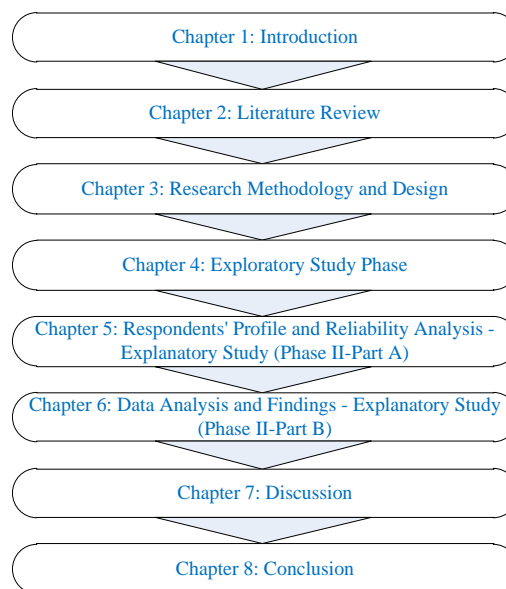 Chapter 1: Introduction
Chapter 2: Literature Review
Chapter 3: Research Methodology and Design
Chapter 4: Exploratory Study Phase
Chapter 5: Respondents' Profile and Reliability Analysis -
Explanatory Study (Phase II-Part A)
Chapter 6: Data Analysis and Findings - Explanatory Study
(Phase II-Part B)
Chapter 7: Discussion
Chapter 8: Conclusion